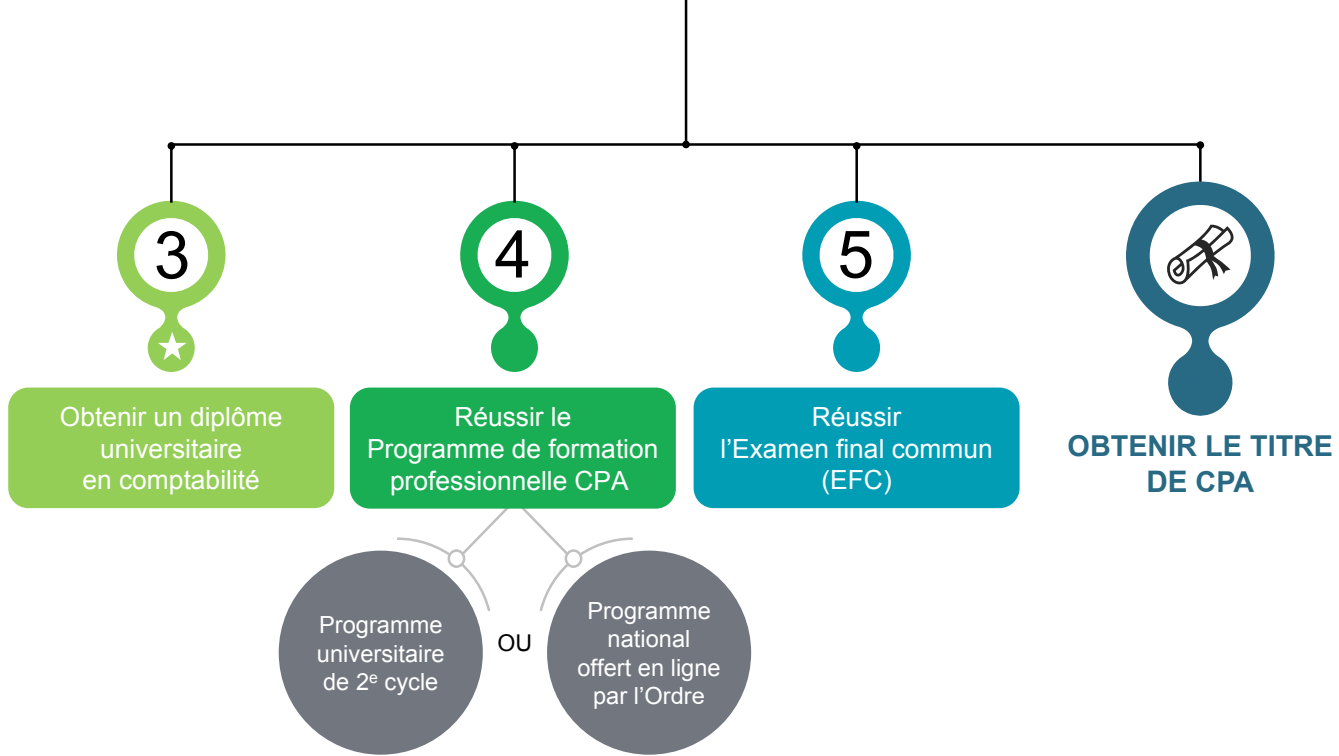 3
4
5
Obtenir un diplôme
universitaire
en comptabilité
Réussir le
Programme de formation
professionnelle CPA
Réussir
l’Examen final commun
(EFC)
OBTENIR LE TITRE
DE CPA
Programme
universitaire
de 2e cycle
OU
Programme
national
offert en ligne
par l’Ordre